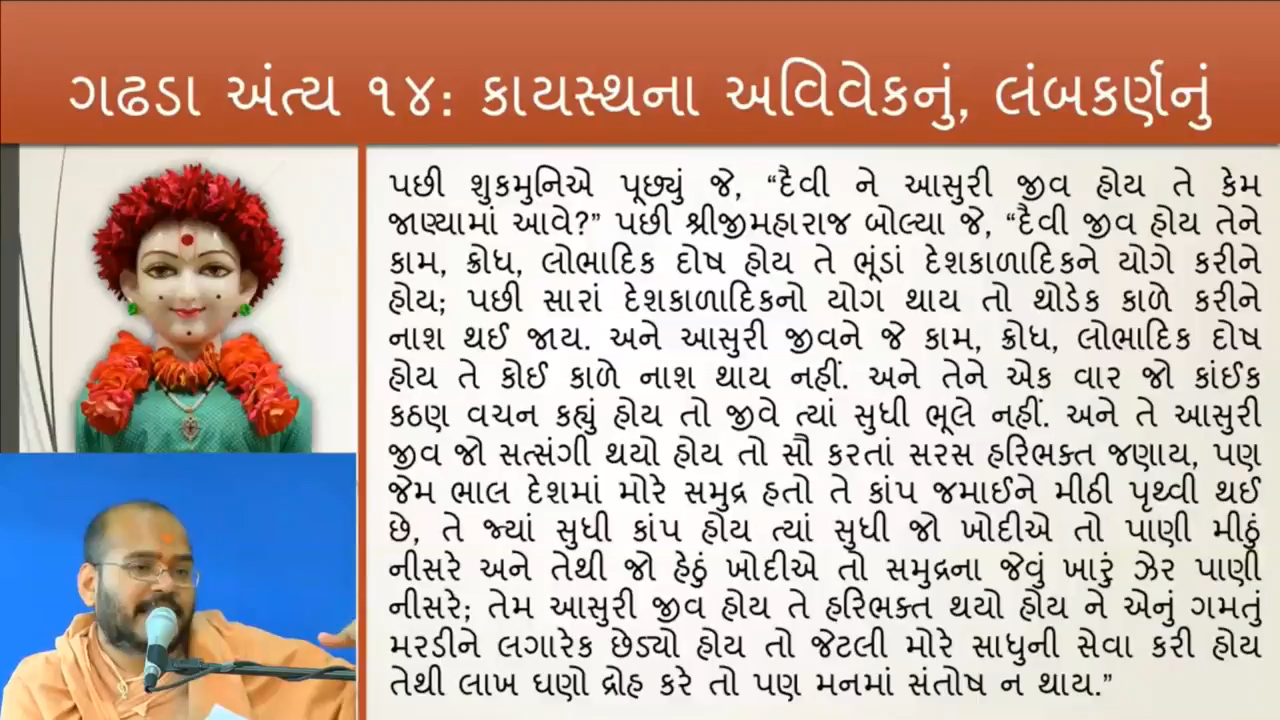 ગઢડા અંત્ય ૧૪: કાયસ્થના અવિવેકનું, લંબકર્ણનું
પછી શુકમુનિએ પૂછ્યું જે, “દૈવી ને આસુરી જીવ હોય તે કેમ
જાણ્યામાં આવે?” પછી શ્રીજીમહારાજ બોલ્યા જે, “દૈવી જીવ હોય તેને
કામ, ક્રોધ, લોભાદિક દોષ હોય તે ભૂંડાં દેશકાળાદિકને યોગે કરીને
હોય; પછી સારાં દેશકાળાદિકનો યોગ થાય તો થોડેક કાળે કરીને
નાશ થઈ જાય. અને આસુરી જીવને જે કામ, ક્રોધ, લોભાદિક દોષ
હોય તે કોઈ કાળે નાશ થાય નહીં. અને તેને એક વાર જો કાંઈક
કઠણ વચન કહ્યું હોય તો જીવે ત્યાં સુધી ભૂલે નહીં. અને તે આસુરી
જીવ જો સત્સંગી થયો હોય તો સૌ કરતાં સરસ હરિભક્ત જણાય, પણ
જેમ ભાલ દેશમાં મોરે સમુદ્ર હતો તે કાંપ જમાઈને મીઠી પૃથ્વી થઈ
છે, તે જ્યાં સુધી કાંપ હોય ત્યાં સુધી જો ખોદીએ તો પાણી મીઠું
નીસરે અને તેથી જો હેઠું ખોદીએ તો સમુદ્રના જેવું ખારું ઝેર પાણી
નીસરે; તેમ આસુરી જીવ હોય તે હરિભક્ત થયો હોય ને એનું ગમતું
મરડીને લગારેક છેડ્યો હોય તો જેટલી મોરે સાધુની સેવા કરી હોય
તેથી લાખ ઘણો દ્રોહ કરે તો પણ મનમાં સંતોષ ન થાય.”